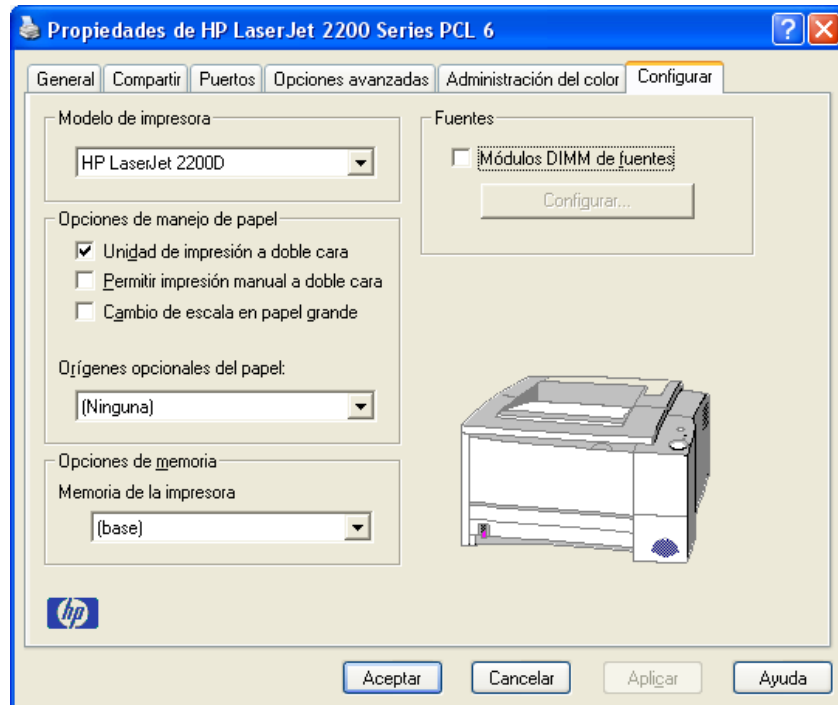 Propiedades de HP LaserJet 2200 Series PCL 6
General Compartir Puertos Opciones avanzadas Administración del color Configurar
Modelo de impresora
HP LaserJet 2200D
Opciones de manejo de papel
Unidad de impresión a doble cara
Permitir impresión manual a doble cara
Cambio de escala en papel grande
Orígenes opcionales del papel:
(Ninguna)
Opciones de memoria
Memoria de la impresora
(base)
Fuentes
Módulos DIMM de fuentes
Configurar...
hp
Aceptar Cancelar Aplicar Ayuda